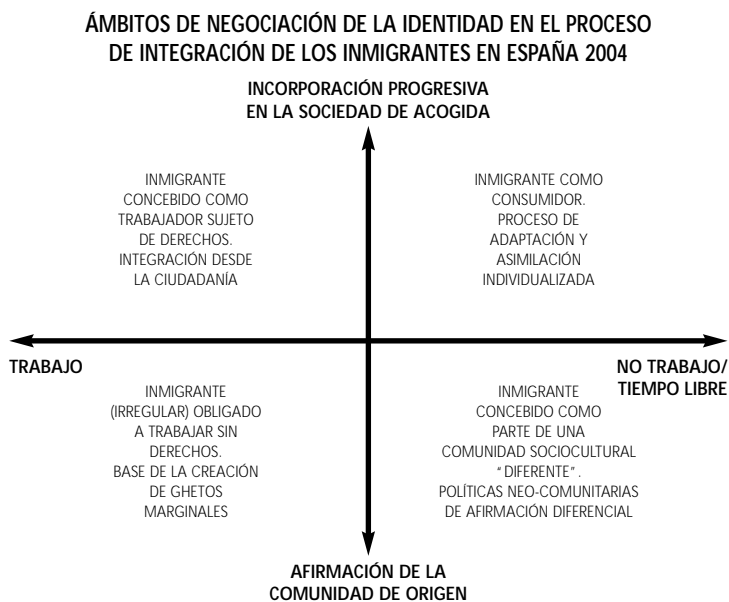 ÁMBITOS DE NEGOCIACIÓN DE LA IDENTIDAD EN EL PROCESO
DE INTEGRACIÓN DE LOS INMIGRANTES EN ESPAÑA 2004
INCORPORACIÓN PROGRESIVA
EN LA SOCIEDAD DE ACOGIDA
INMIGRANTE
CONCEBIDO COMO
TRABAJADOR SUJETO
DE DERECHOS.
INTEGRACIÓN DESDE
LA CIUDADANÍA
INMIGRANTE COMO
CONSUMIDOR.
PROCESO DE
ADAPTACIÓN Y
ASIMILACIÓN
INDIVIDUALIZADA
TRABAJO
NO TRABAJO/
TIEMPO LIBRE
INMIGRANTE
(IRREGULAR) OBLIGADO
A TRABAJAR SIN
DERECHOS.
BASE DE LA CREACIÓN
DE GHETOS
MARGINALES
INMIGRANTE
CONCEBIDO COMO
PARTE DE UNA
COMUNIDAD SOCIOCULTURAL
“DIFERENTE”.
POLÍTICAS NEO-COMUNITARIAS
DE AFIRMACIÓN DIFERENCIAL
AFIRMACIÓN DE LA
COMUNIDAD DE ORIGEN